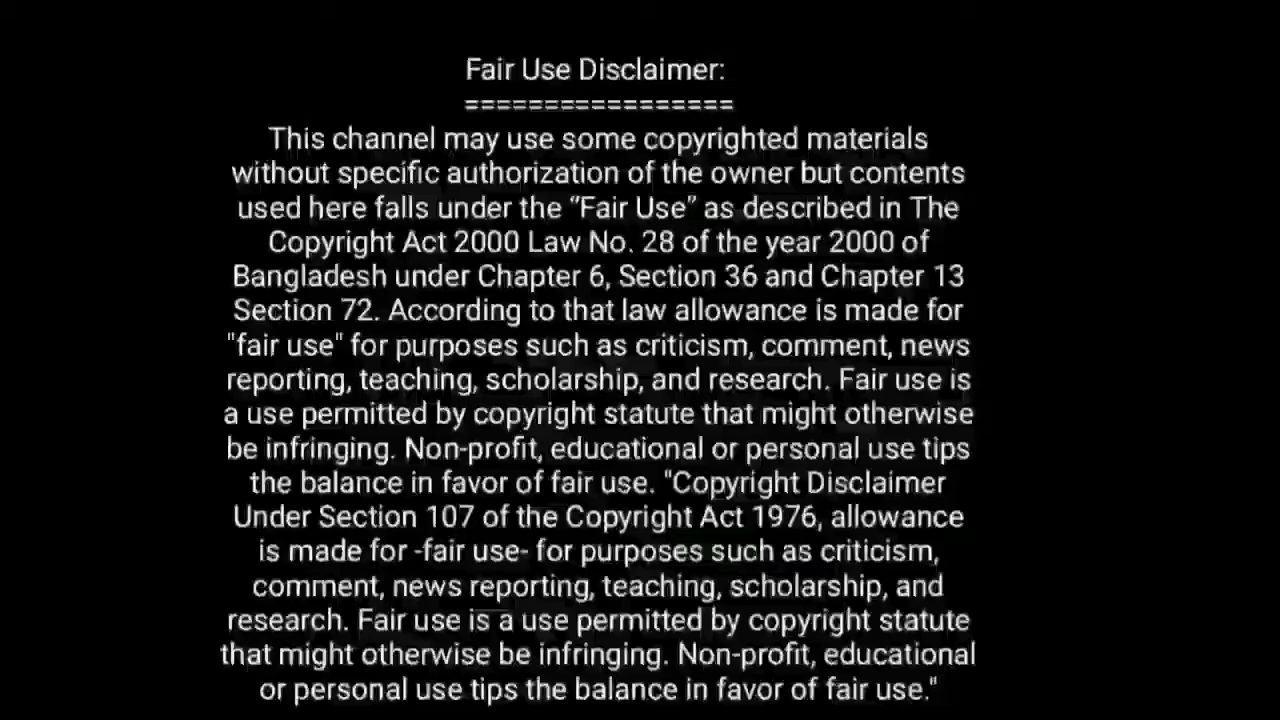 Fair Use Disclaimer:
=================
This channel may use some copyrighted materials
without specific authorization of the owner but contents
used here falls under the “Fair Use” as described in The
Copyright Act 2000 Law No. 28 of the year 2000 of
Bangladesh under Chapter 6, Section 36 and Chapter 13
Section 72. According to that law allowance is made for
"fair use" for purposes such as criticism, comment, news
reporting, teaching, scholarship, and research. Fair use is
a use permitted by copyright statute that might otherwise
be infringing. Non-profit, educational or personal use tips
the balance in favor of fair use. "Copyright Disclaimer
Under Section 107 of the Copyright Act 1976, allowance
is made for -fair use- for purposes such as criticism,
comment, news reporting, teaching, scholarship, and
research. Fair use is a use permitted by copyright statute
that might otherwise be infringing. Non-profit, educational
or personal use tips the balance in favor of fair use."